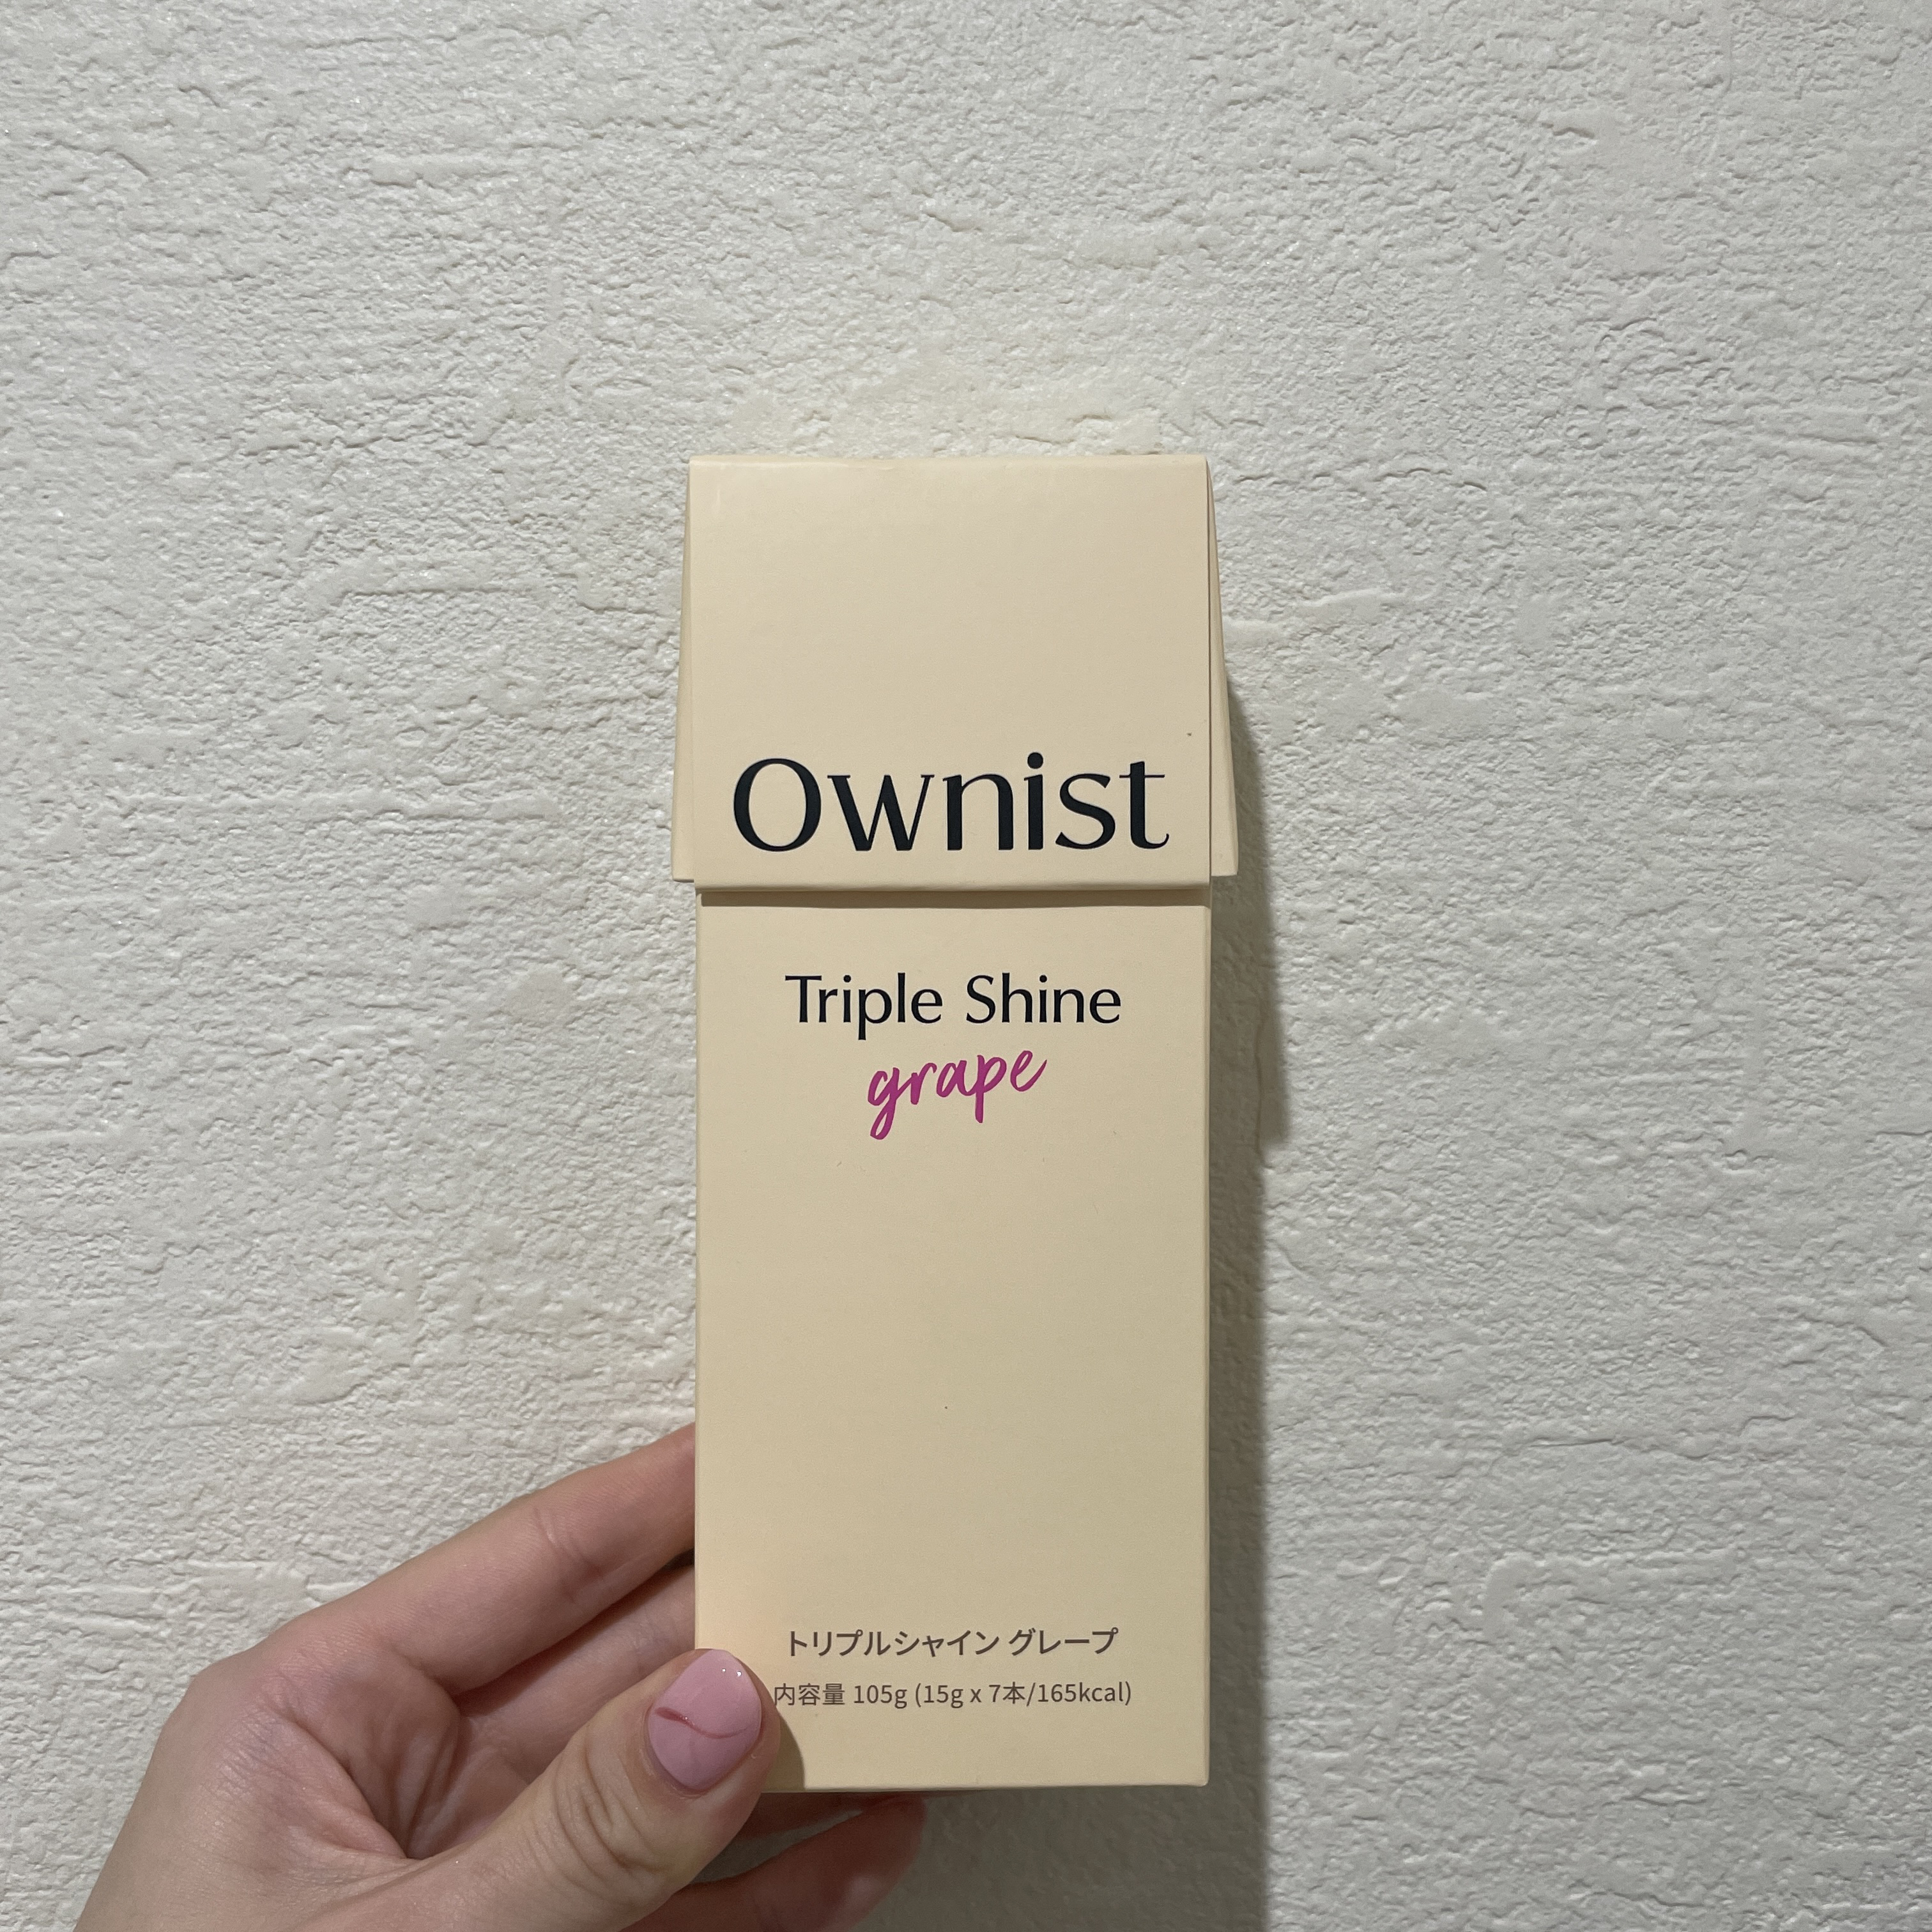 Ownist
Triple Shine
grape
トリプルシャイン グレープ
内容量 105g (15g x 7本/165kcal)